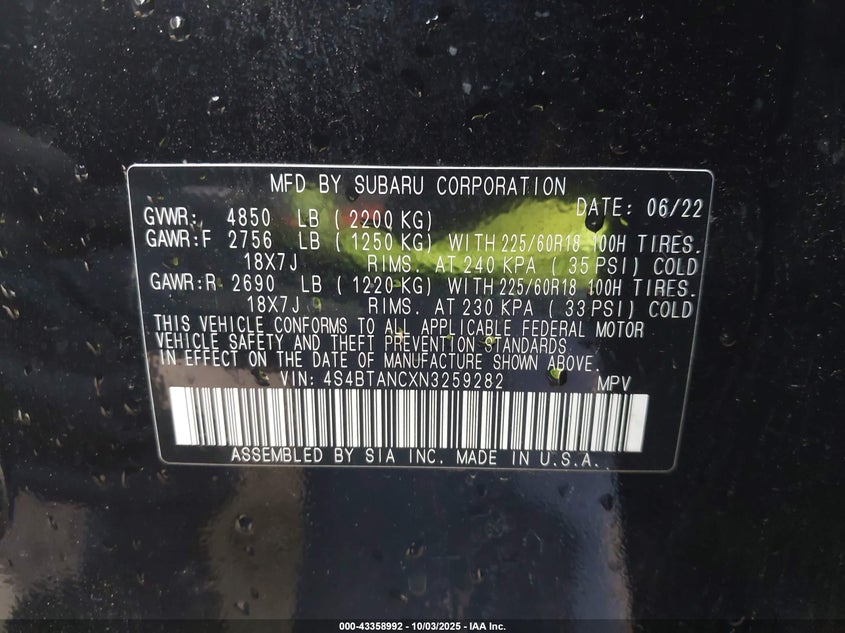 MFD BY SUBARU CORPORATION
DATE: 06/22
GVWR: 4850 LB ( 2200 KG)
GAWR:F 2756 LB ( 1250 KG) WITH 225/60R18 100H TIRES.
18X7J RIMS. AT 240 KPA ( 35 PSI) COLD
GAWR:R 2690 LB ( 1220 KG) WITH 225/60R18 100H TIRES.
18X7J RIMS. AT 230 KPA ( 33 PSI) COLD
THIS VEHICLE CONFORMS TO ALL APPLICABLE FEDERAL MOTOR
VEHICLE SAFETY AND THEFT PREVENTION STANDARDS
IN EFFECT ON THE DATE OF MANUFACTURE SHOWN ABOVE.
VIN: 4S4BTANCXN3259282 MPV
ASSEMBLED BY SIA INC. MADE IN U.S.A.
000-43358992 - 10/03/2025 - IAA Inc.